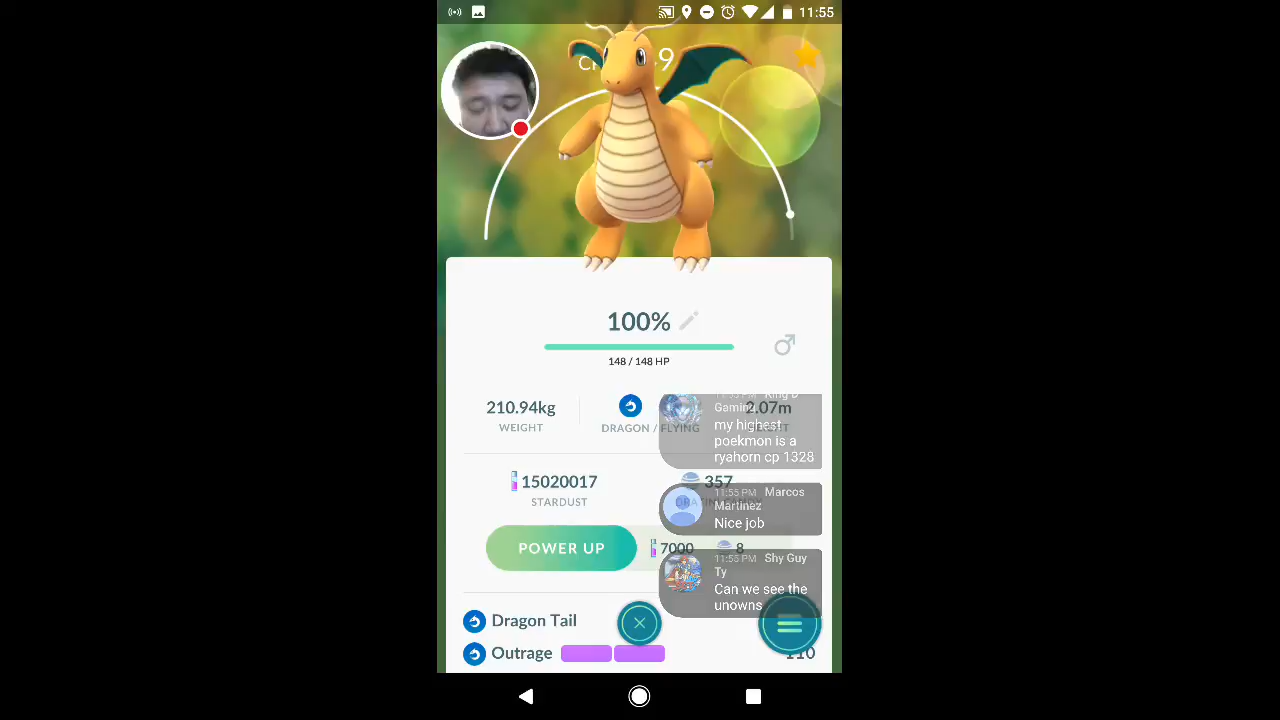 11:55
9
100%
148 / 148 HP
210.94kg
WEIGHT
DRAGON / FLYING
2.07m
Gaming
my highest
poekmon is a
ryahorn cp 1328
15020017
STARDUST
357
11:55 PM Marcos
Martinez
Nice job
POWER UP
7000
8
11:55 PM Shy Guy
Ty
Can we see the
unowns
Dragon Tail
Outrage
110